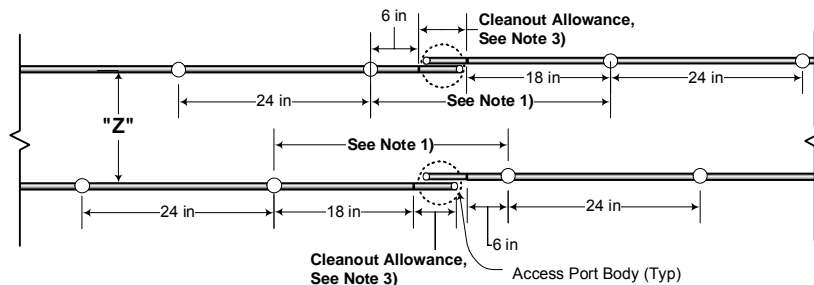 6 in
Cleanout Allowance,
See Note 3)
18 in
24 in
See Note 1)
24 in
"Z"
See Note 1)
24 in
18 in
24 in
6 in
Cleanout Allowance,
See Note 3)
Access Port Body (Typ)